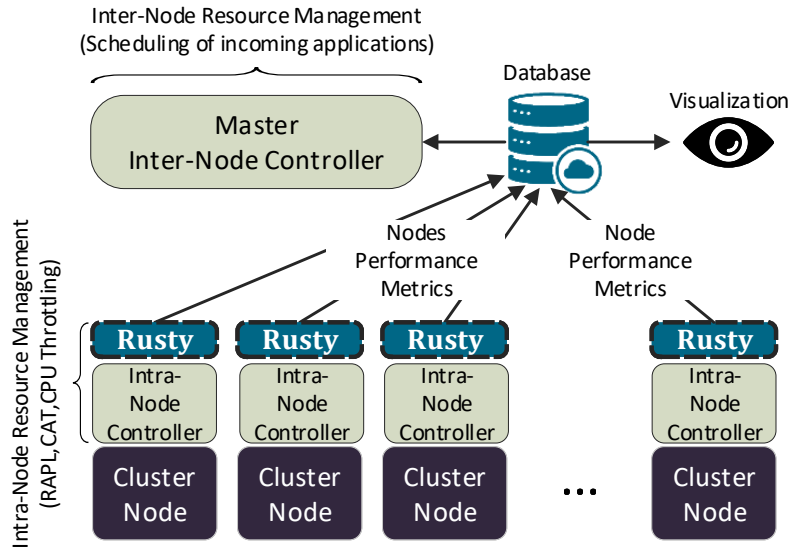 Inter-Node Resource Management
(Scheduling of incoming applications)
Database
Visualization
Master
Inter-Node Controller
Nodes
Performance
Metrics
Node
Performance
Metrics
Intra-Node Resource Management
(RAPL,CAT,CPU Throttling)
Rusty
Rusty
Rusty
Rusty
Intra-
Node
Controller
Intra-
Node
Controller
Intra-
Node
Controller
Intra-
Node
Controller
Cluster
Node
Cluster
Node
Cluster
Node
...
Cluster
Node